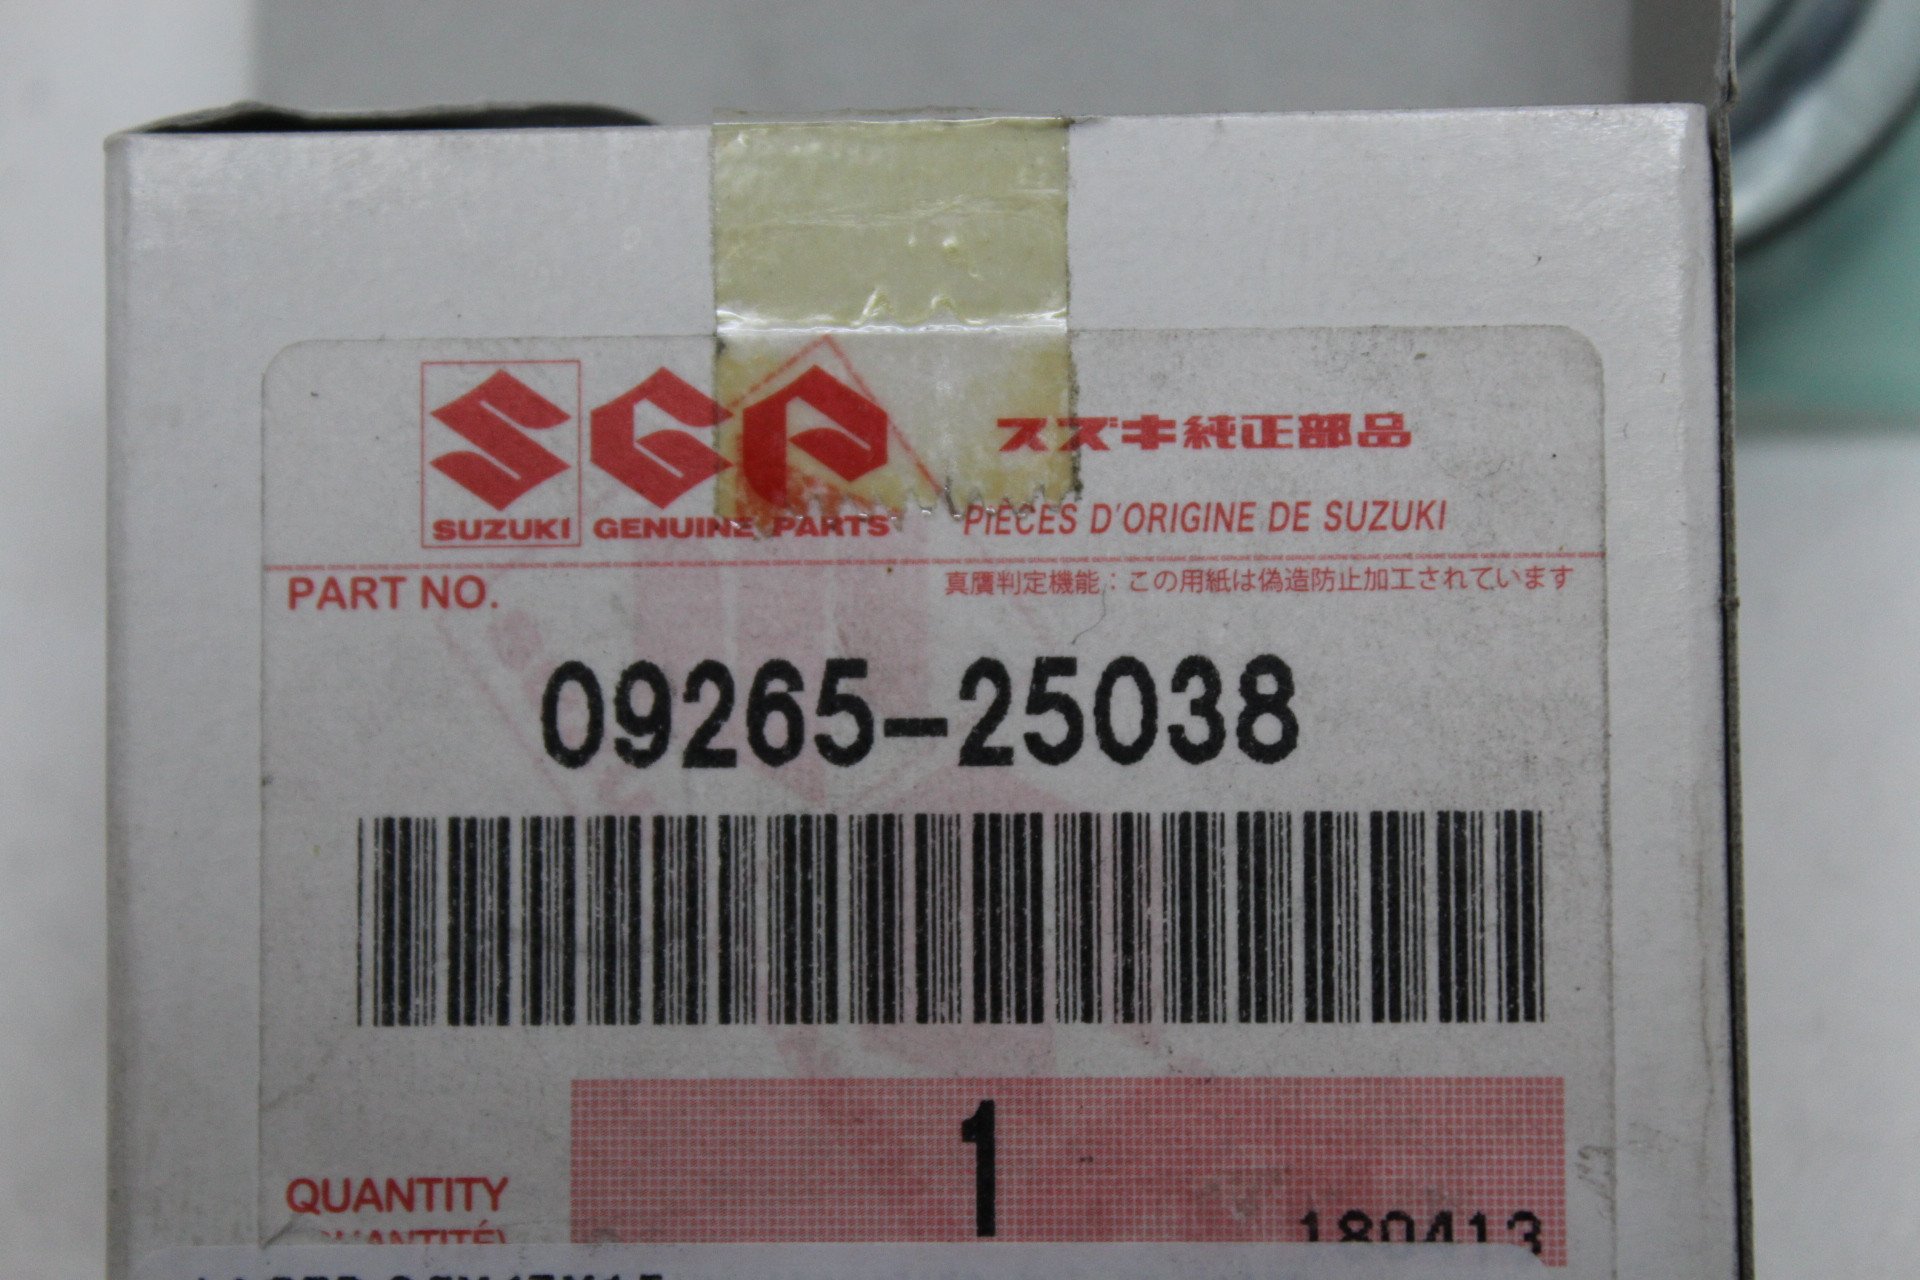 SGP
スズキ純正部品
SUZUKI GENUINE PARTS
PIÈCES D'ORIGINE DE SUZUKI
PART NO.
真贋判定機能:この用紙は偽造防止加工されています
09265-25038
1
QUANTITY
180413